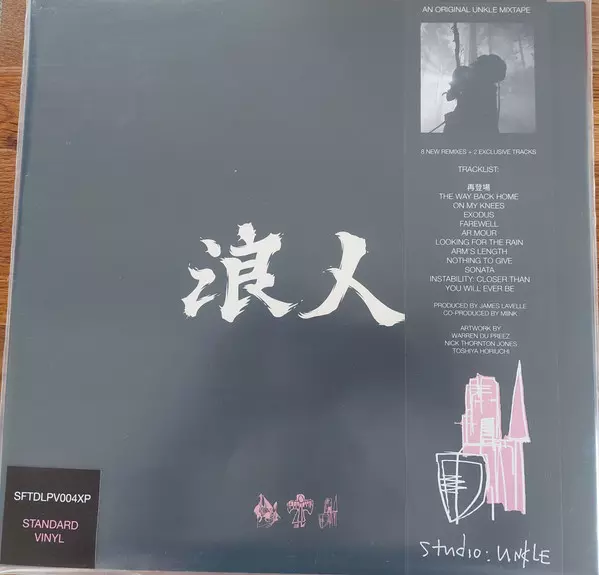 AN ORIGINAL UNKLE MIXTAPE
8 NEW REMIXES + 2 EXCLUSIVE TRACKS
TRACKLIST:
再登場
THE WAY BACK HOME
ON MY KNEES
EXODUS
FAREWELL
AR.MOUR
LOOKING FOR THE RAIN
ARM'S LENGTH
NOTHING TO GIVE
SONATA
INSTABILITY: CLOSER THAN
YOU WILL EVER BE
PRODUCED BY JAMES LAVELLE
CO-PRODUCED BY MIINK
ARTWORK BY
WARREN DU PREEZ
NICK THORNTON JONES
TOSHIYA HORIUCHI
浪人
SFTDLPV004XP
STANDARD
VINYL
studio: UNKLE